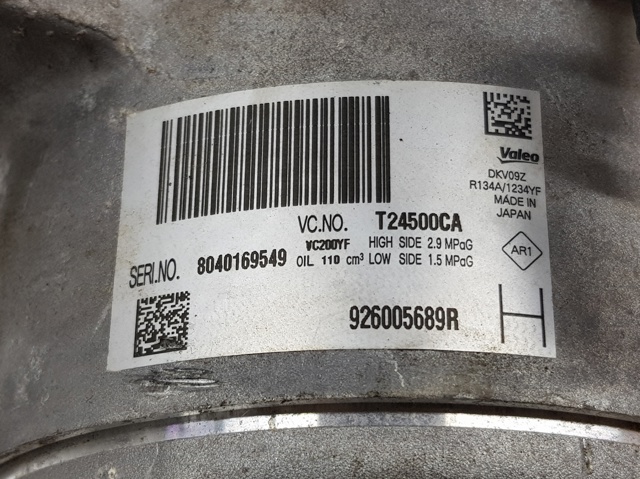 Valeo
DKV09Z
R134A/1234YF
MADE IN
JAPAN
VC.NO. T24500CA
VC200YF HIGH SIDE 2.9 MPaG
SERI.NO. 8040169549 OIL 110 cm³ LOW SIDE 1.5 MPaG
AR1
926005689R
H